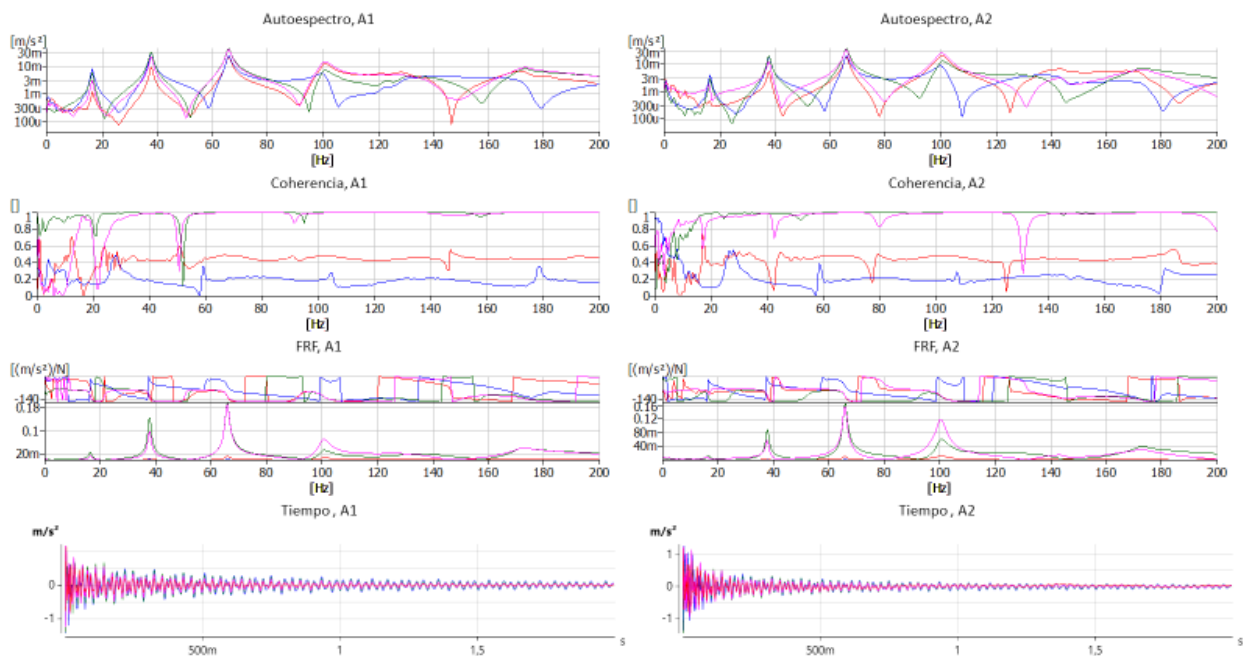 Autoespectro, A1
[m/s²]
30m
10m
3m
1m
300u
100u
0 20 40 60 80 100 120 140 160 180 200
[Hz]
Autoespectro, A2
[m/s²]
30m
10m
3m
1m
300u
100u
0 20 40 60 80 100 120 140 160 180 200
[Hz]
Coherencia, A1
[]
1
0.8
0.6
0.4
0.2
0
0 20 40 60 80 100 120 140 160 180 200
[Hz]
Coherencia, A2
[]
1
0.8
0.6
0.4
0.2
0
0 20 40 60 80 100 120 140 160 180 200
[Hz]
FRF, A1
[(m/s²)/N]
-140
0.18
0.1
20m
0 20 40 60 80 100 120 140 160 180 200
[Hz]
FRF, A2
[(m/s²)/N]
-140
0.16
0.12
80m
40m
0 20 40 60 80 100 120 140 160 180 200
[Hz]
Tiempo , A1
m/s²
0
-1
500m 1 1,5 s
Tiempo , A2
m/s²
1
0
-1
500m 1 1,5 s